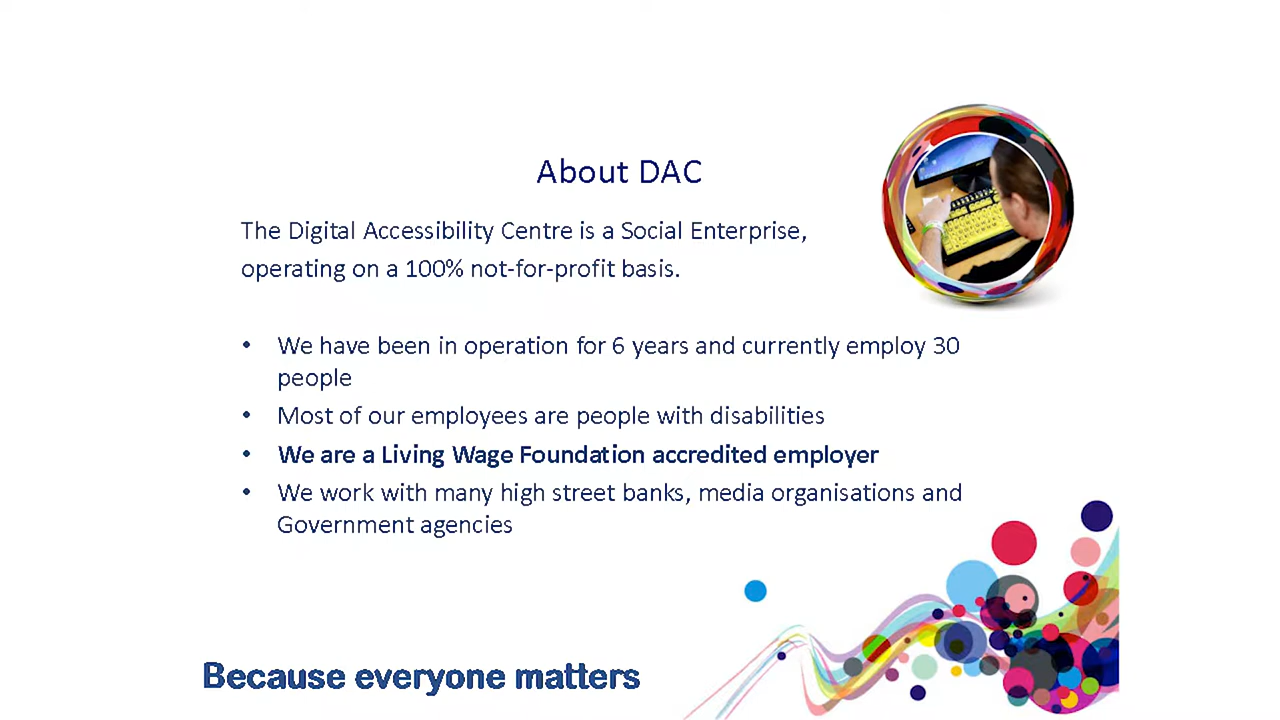 About DAC
The Digital Accessibility Centre is a Social Enterprise,
operating on a 100% not-for-profit basis.
• We have been in operation for 6 years and currently employ 30
people
• Most of our employees are people with disabilities
• We are a Living Wage Foundation accredited employer
• We work with many high street banks, media organisations and
Government agencies
Because everyone matters